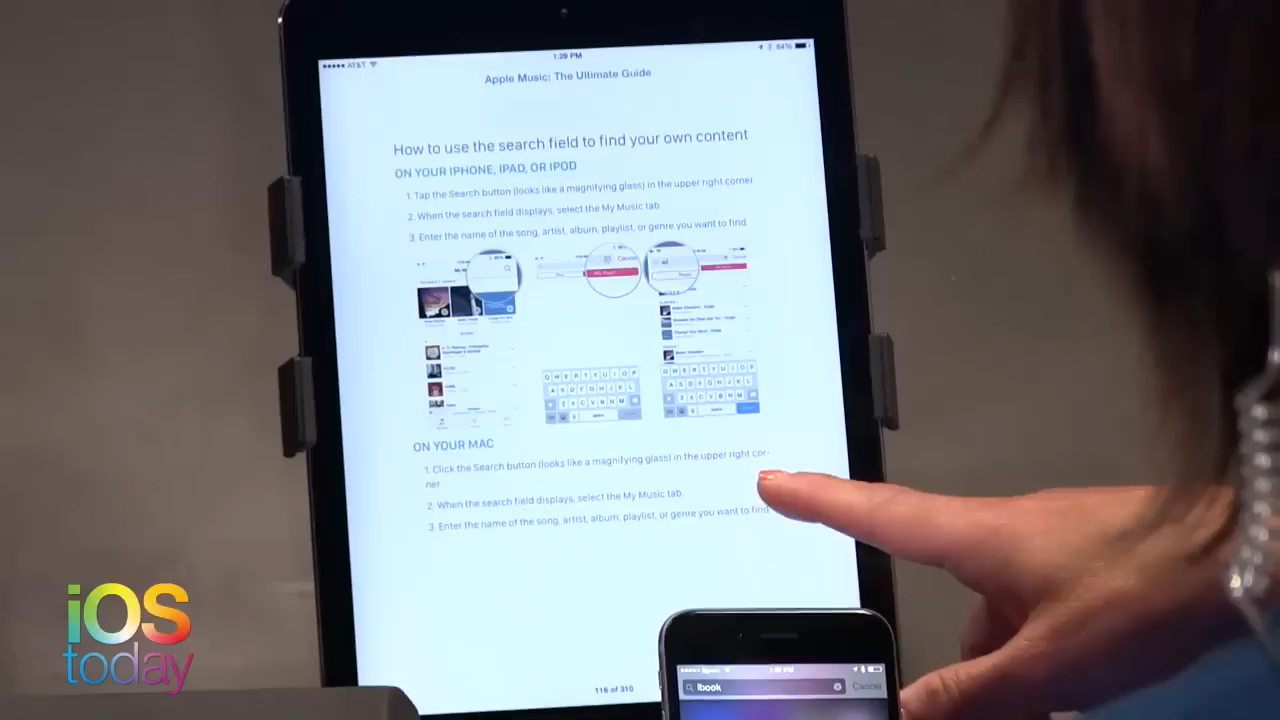 ●●●●● AT&T 1:29 PM 84%
Apple Music: The Ultimate Guide
How to use the search field to find your own content
ON YOUR IPHONE, IPAD, OR IPOD
1. Tap the Search button (looks like a magnifying glass) in the upper right corner.
2. When the search field displays, select the My Music tab
3. Enter the name of the song, artist, album, playlist, or genre you want to find.
My Music
Q W E R T Y U I O P
A S D F G H J K L
Z X C V B N M
Q W E R T Y U I O P
A S D F G H J K L
Z X C V B N M
ON YOUR MAC
1. Click the Search button (looks like a magnifying glass) in the upper right cor-
ner.
2. When the search field displays, select the My Music tab.
3. Enter the name of the song, artist, album, playlist, or genre you want to find.
116 of 310
ibook Cancel
iOS
today